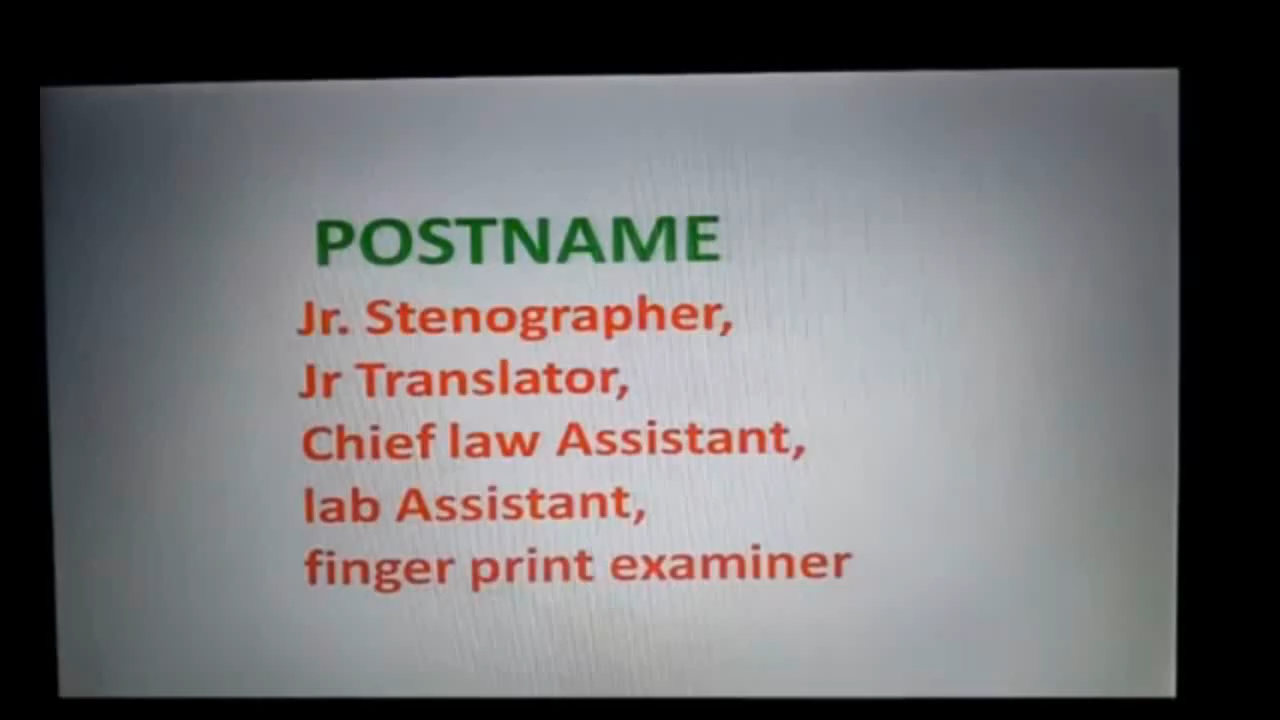 POSTNAME
Jr. Stenographer,
Jr Translator,
Chief law Assistant,
lab Assistant,
finger print examiner